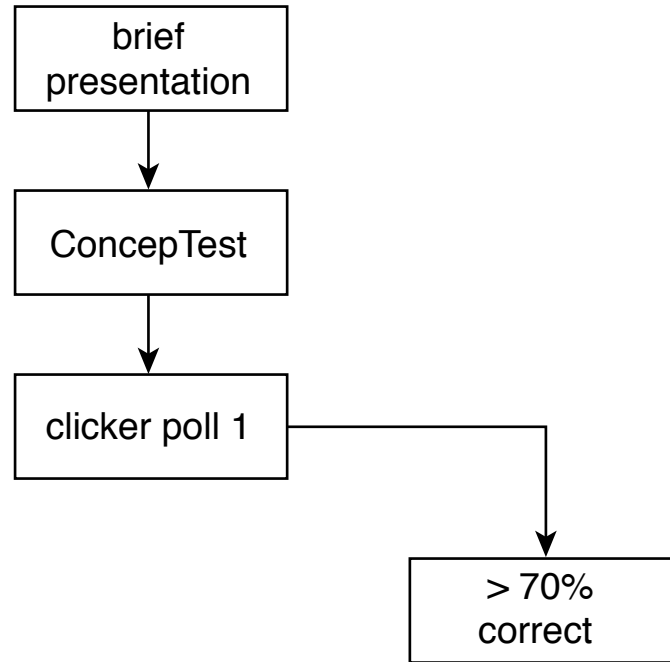 brief
presentation
ConcepTest
clicker poll 1
> 70%
correct